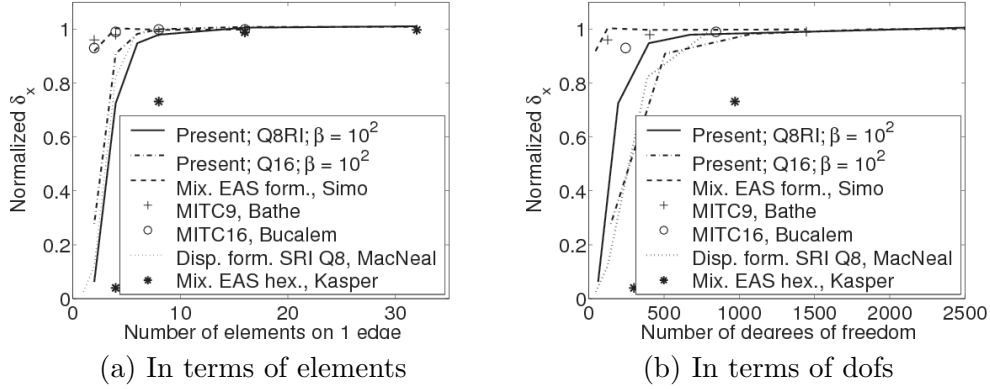 1
0.8
0.6
0.4
0.2
0
Normalized δx
Present; Q8RI; β = 10²
Present; Q16; β = 10²
Mix. EAS form., Simo
MITC9, Bathe
MITC16, Bucalem
Disp. form. SRI Q8, MacNeal
Mix. EAS hex., Kasper
0 10 20 30
Number of elements on 1 edge
(a) In terms of elements
1
0.8
0.6
0.4
0.2
0
Normalized δx
Present; Q8RI; β = 10²
Present; Q16; β = 10²
Mix. EAS form., Simo
MITC9, Bathe
MITC16, Bucalem
Disp. form. SRI Q8, MacNeal
Mix. EAS hex., Kasper
0 500 1000 1500 2000 2500
Number of degrees of freedom
(b) In terms of dofs